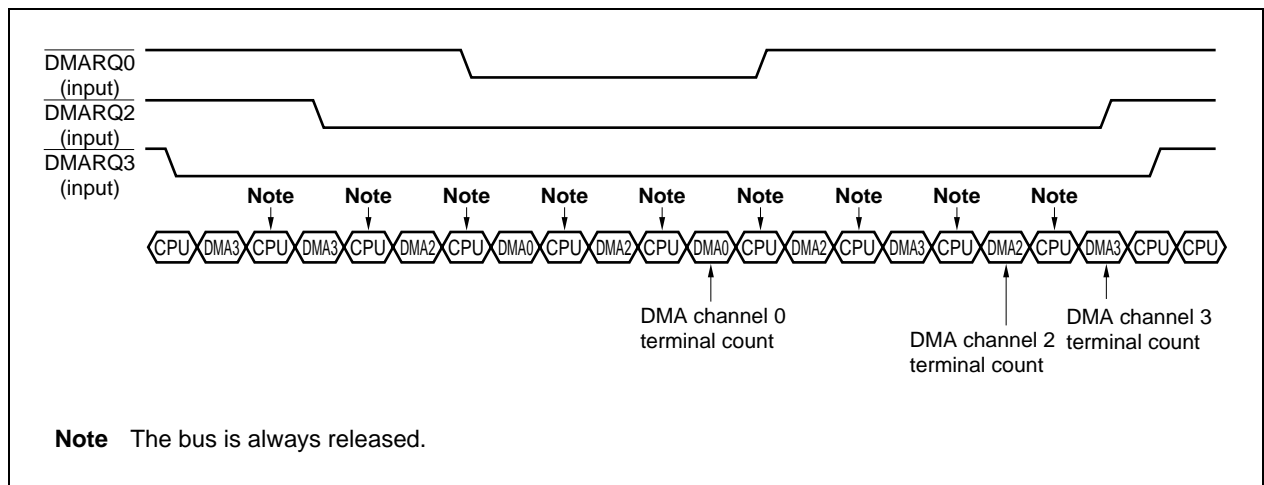 DMARQ0
(input)
DMARQ2
(input)
DMARQ3
(input)
Note Note Note Note Note Note Note Note Note
CPU DMA3 CPU DMA3 CPU DMA2 CPU DMA0 CPU DMA2 CPU DMA0 CPU DMA2 CPU DMA3 CPU DMA2 CPU DMA3 CPU CPU
DMA channel 0
terminal count
DMA channel 2
terminal count
DMA channel 3
terminal count
Note The bus is always released.